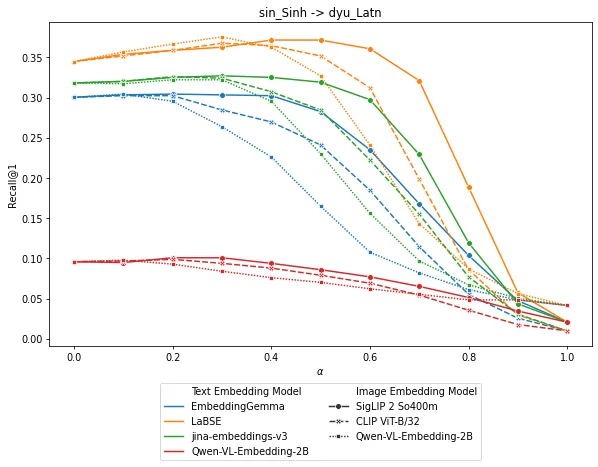 sin_Sinh -> dyu_Latn
Recall@1
0.35
0.30
0.25
0.20
0.15
0.10
0.05
0.00
0.0 0.2 0.4 0.6 0.8 1.0
α
Text Embedding Model Image Embedding Model
EmbeddingGemma SigLIP 2 So400m
LaBSE CLIP ViT-B/32
jina-embeddings-v3 Qwen-VL-Embedding-2B
Qwen-VL-Embedding-2B